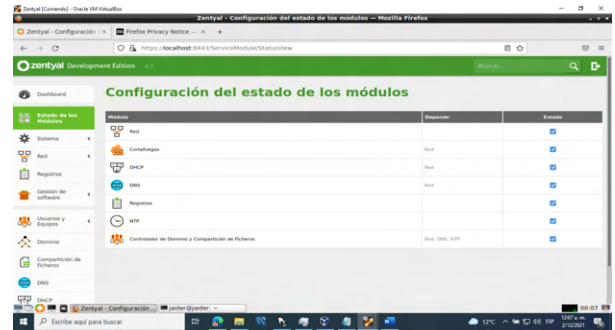 Zentyal [Corriendo] - Oracle VM VirtualBox
Zentyal - Configuración del estado de los módulos — Mozilla Firefox
Zentyal - Configuración
Firefox Privacy Notice —
https://localhost:8443/ServiceModule/StatusView
zentyal Development Edition
Buscar...
Dashboard
Estado de los Módulos
Sistema
Red
Registros
Gestión de software
Usuarios y Equipos
Dominio
Compartición de Ficheros
DNS
DHCP
Configuración del estado de los módulos
Módulo Depende Estado
Red
Cortafuegos Red
DHCP Red
DNS Red
Registros
NTP
Controlador de Dominio y Compartición de Ficheros Red, DNS, NTP
Zentyal - Configuración ...
jaider@jaider: ~
00:07
Escribe aquí para buscar
12°C
ESP
12:07 a. m.
2/12/2021